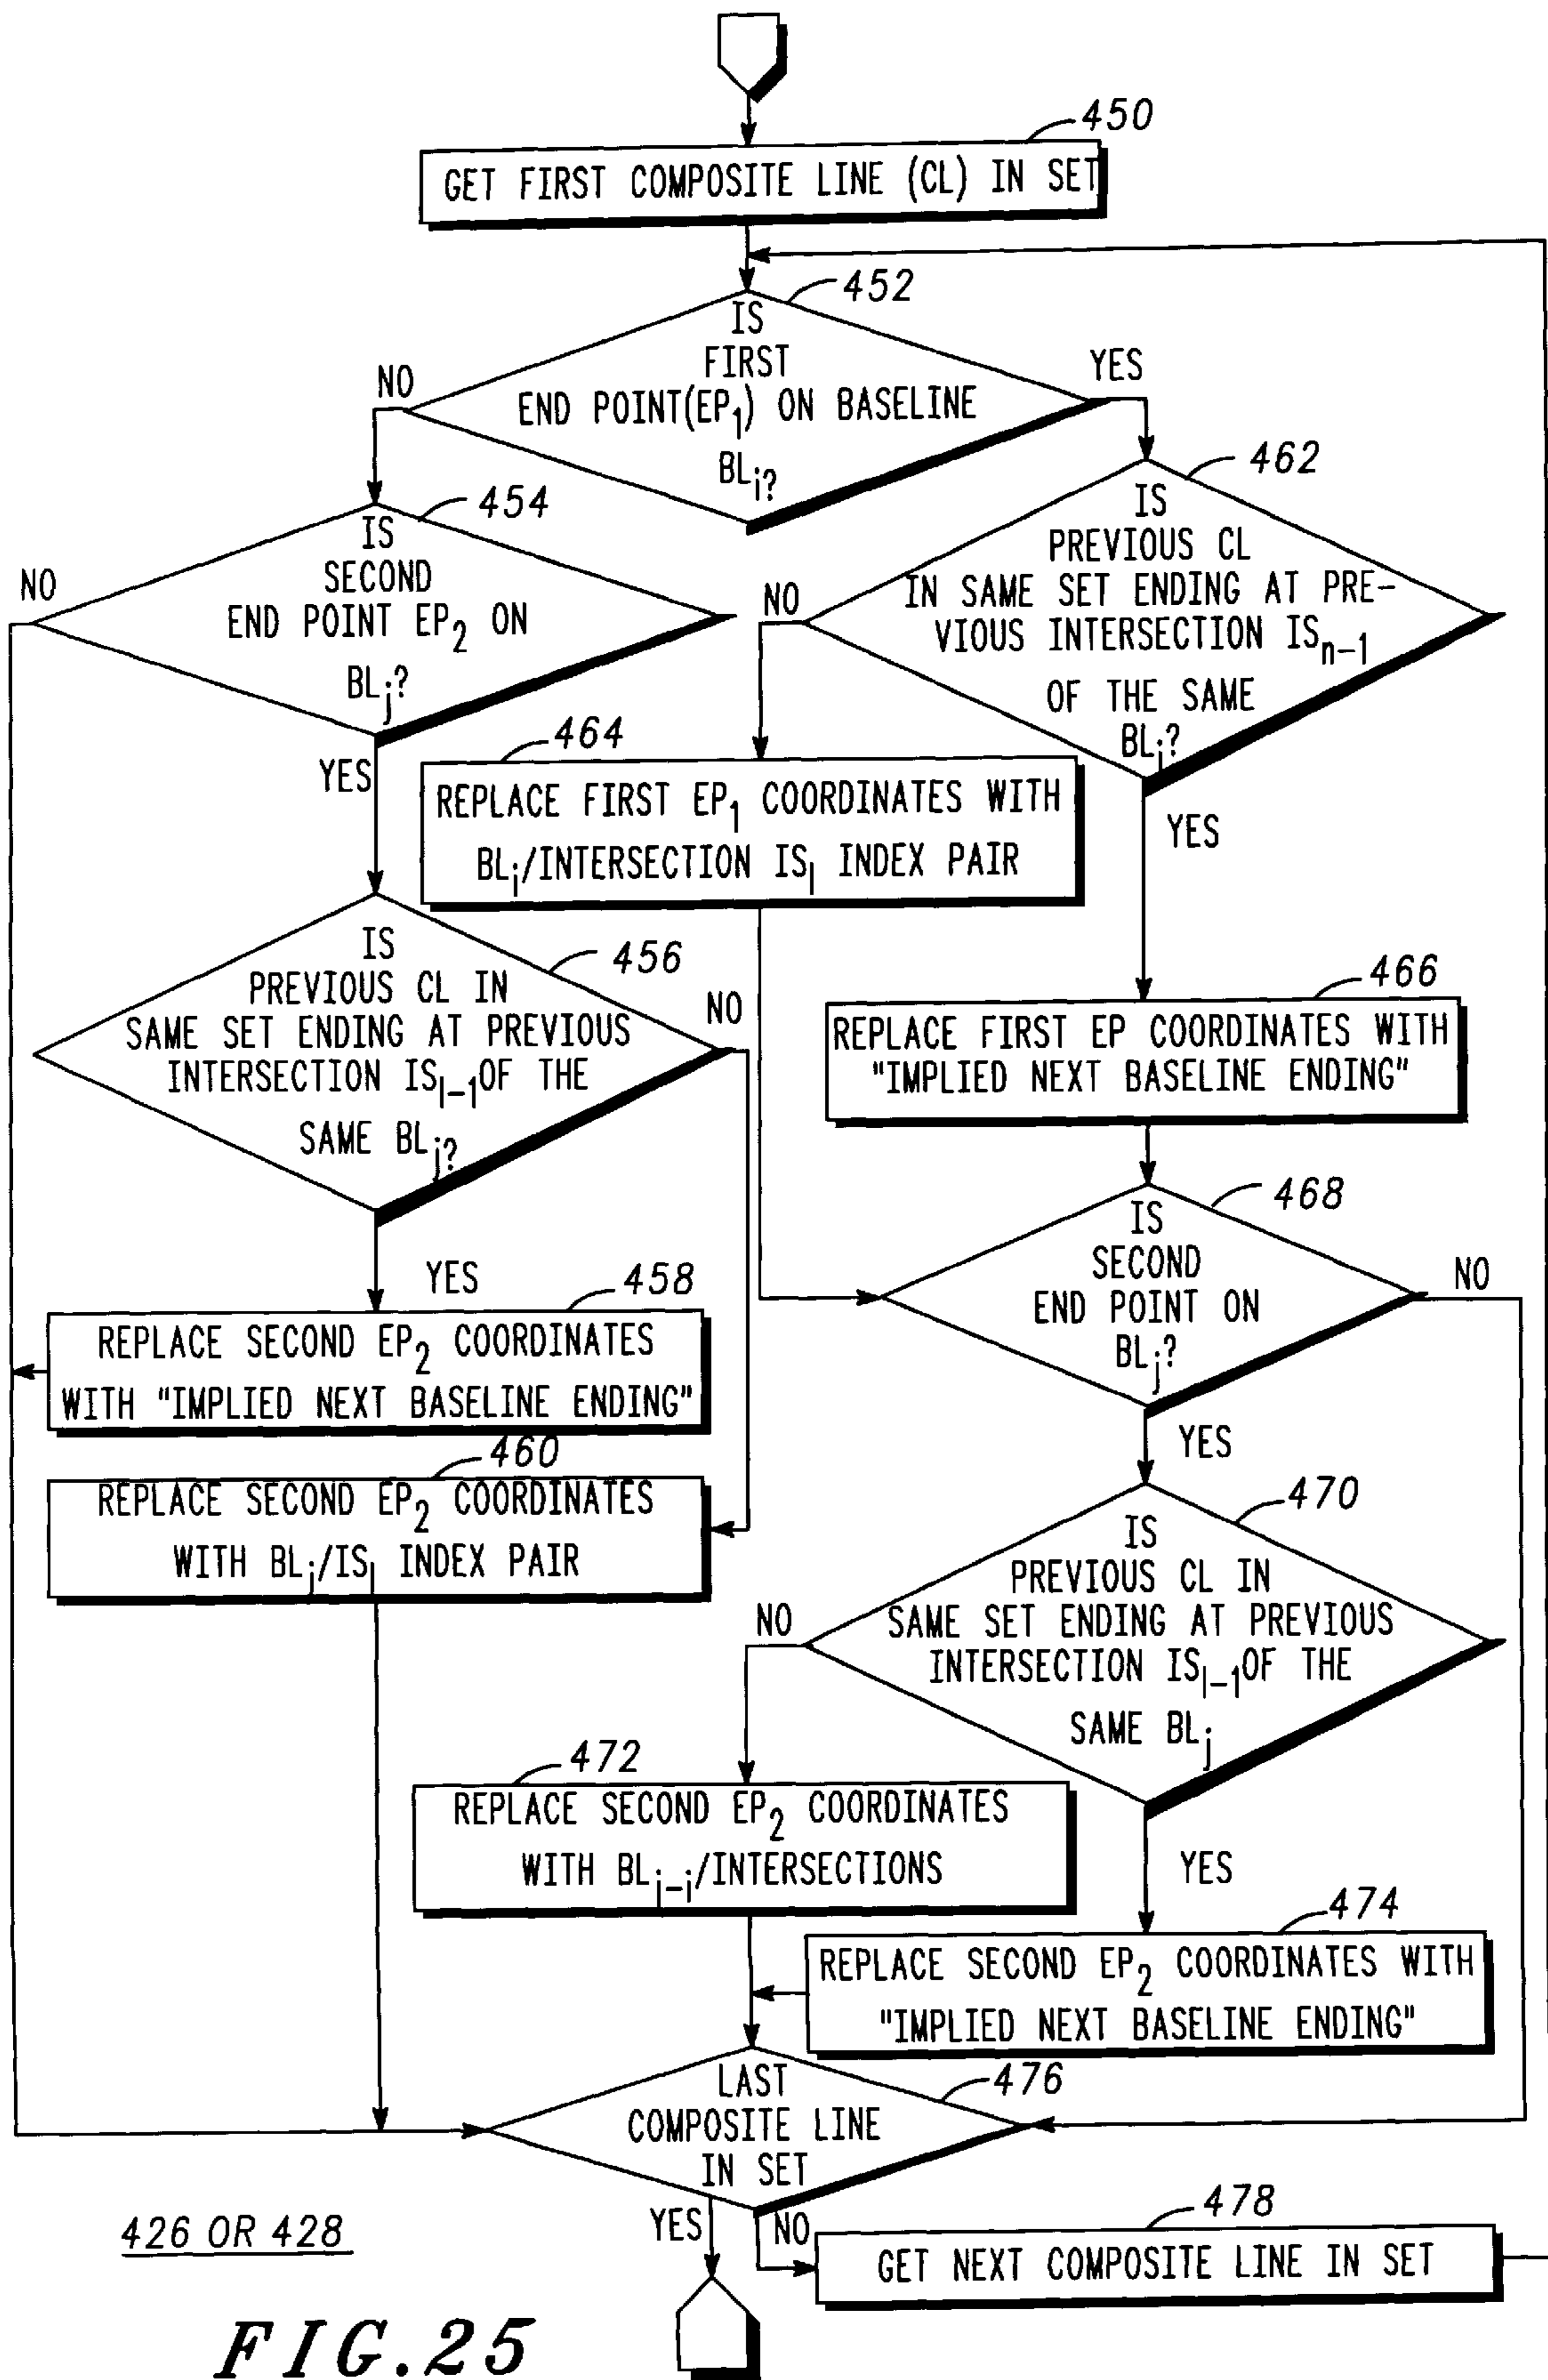 450
GET FIRST COMPOSITE LINE (CL) IN SET
452
IS
FIRST
END POINT(EP1) ON BASELINE
BLi?
NO
YES
454
IS
SECOND
END POINT EP2 ON
BLj?
NO
YES
462
IS
PREVIOUS CL
IN SAME SET ENDING AT PRE-
VIOUS INTERSECTION ISn-1
OF THE SAME
BLi?
NO
YES
464
REPLACE FIRST EP1 COORDINATES WITH
BLi/INTERSECTION ISl INDEX PAIR
456
IS
PREVIOUS CL IN
SAME SET ENDING AT PREVIOUS
INTERSECTION ISl-1OF THE
SAME BLj?
NO
YES
466
REPLACE FIRST EP COORDINATES WITH
"IMPLIED NEXT BASELINE ENDING"
468
IS
SECOND
END POINT ON
BLj?
NO
YES
458
REPLACE SECOND EP2 COORDINATES
WITH "IMPLIED NEXT BASELINE ENDING"
460
REPLACE SECOND EP2 COORDINATES
WITH BLj/ISl INDEX PAIR
470
IS
PREVIOUS CL IN
SAME SET ENDING AT PREVIOUS
INTERSECTION ISl-1OF THE
SAME BLj
NO
YES
472
REPLACE SECOND EP2 COORDINATES
WITH BLj-i/INTERSECTIONS
474
REPLACE SECOND EP2 COORDINATES WITH
"IMPLIED NEXT BASELINE ENDING"
476
LAST
COMPOSITE LINE
IN SET
YES
NO
478
GET NEXT COMPOSITE LINE IN SET
426 OR 428
FIG.25